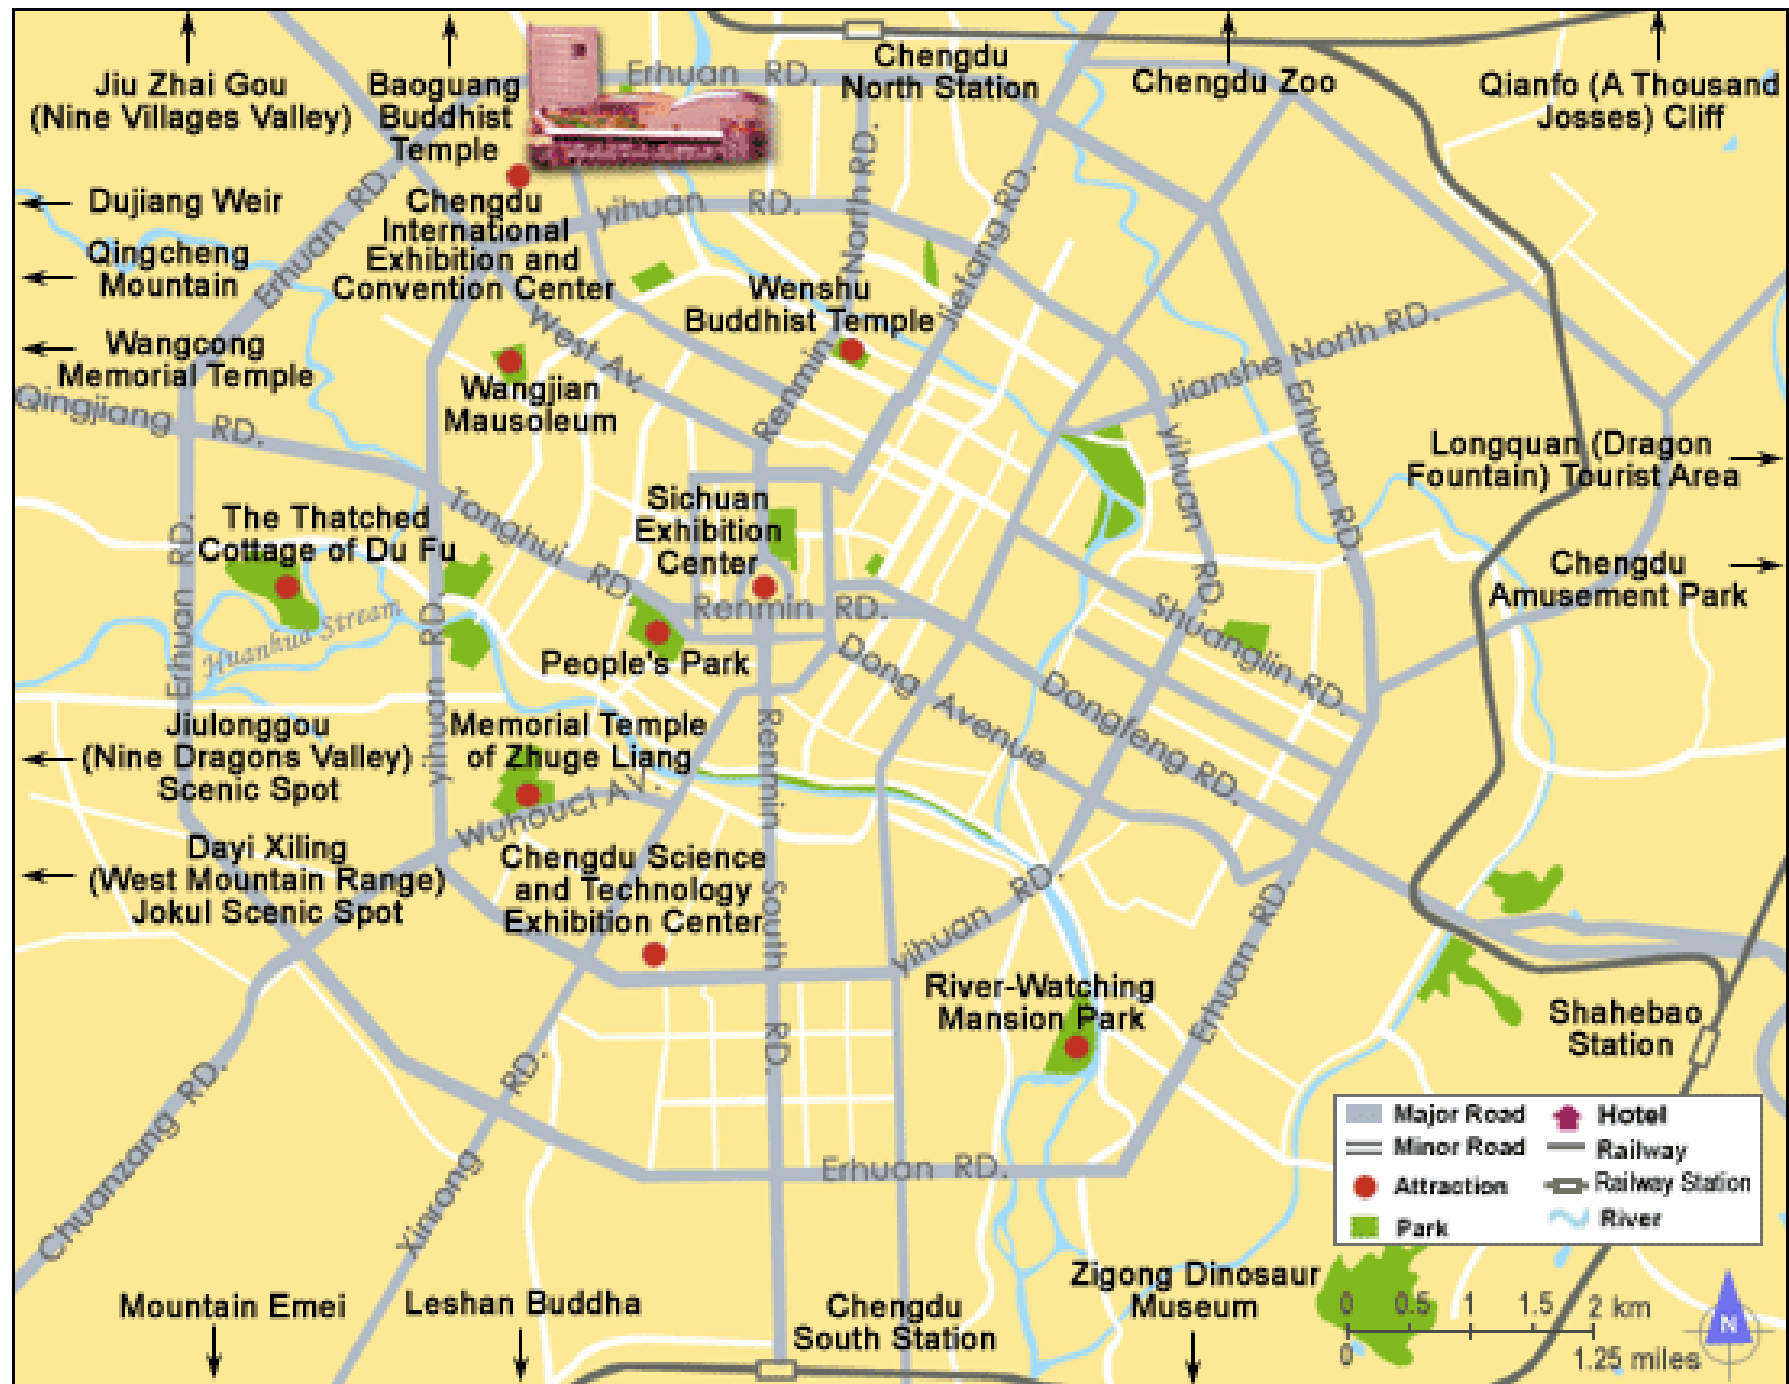 Jiu Zhai Gou
(Nine Villages Valley)
Baoguang
Buddhist
Temple
Erhuan RD.
Chengdu
North Station
Chengdu Zoo
Qianfo (A Thousand
Josses) Cliff
Dujiang Weir
Qingcheng
Mountain
Wangcong
Memorial Temple
Erhuan RD.
Chengdu
International
Exhibition and
Convention Center
yihuan RD.
Renmin North RD.
Jiefang RD.
Wenshu
Buddhist Temple
West Av.
Wangjian
Mausoleum
Qingjiang RD.
Jianshe North RD.
Erhuan RD.
yihuan RD.
Longquan (Dragon
Fountain) Tourist Area
Chengdu
Amusement Park
The Thatched
Cottage of Du Fu
Tonghui RD.
Sichuan
Exhibition
Center
Renmin RD.
Erhuan RD.
Huanhua Stream
yihuan RD.
People's Park
Shuanglin RD.
Dong Avenue
Dongfeng RD.
Jiulonggou
(Nine Dragons Valley)
Scenic Spot
Memorial Temple
of Zhuge Liang
Wuhouci AV.
Renmin South RD.
Dayi Xiling
(West Mountain Range)
Jokul Scenic Spot
Chengdu Science
and Technology
Exhibition Center
yihuan RD.
Erhuan RD.
River-Watching
Mansion Park
Shahebao
Station
Chuanzang RD.
Xinrong RD.
Erhuan RD.
Major Road
Hotel
Minor Road
Railway
Attraction
Railway Station
Park
River
Mountain Emei
Leshan Buddha
Chengdu
South Station
Zigong Dinosaur
Museum
0 0.5 1 1.5 2 km
0 1.25 miles
N